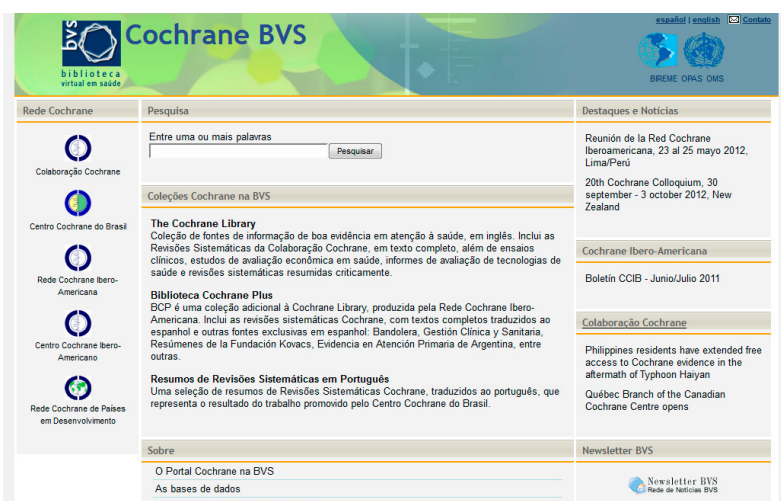 español | english Contato
bvs
biblioteca
virtual em saúde
Cochrane BVS
BIREME OPAS OMS
Rede Cochrane
Colaboração Cochrane
Centro Cochrane do Brasil
Rede Cochrane Ibero-
Americana
Centro Cochrane Ibero-
Americano
Rede Cochrane de Países
em Desenvolvimento
Pesquisa
Entre uma ou mais palavras
Pesquisar
Coleções Cochrane na BVS
The Cochrane Library
Coleção de fontes de informação de boa evidência em atenção à saúde, em inglês. Inclui as
Revisões Sistemáticas da Colaboração Cochrane, em texto completo, além de ensaios
clínicos, estudos de avaliação econômica em saúde, informes de avaliação de tecnologias de
saúde e revisões sistemáticas resumidas criticamente.
Biblioteca Cochrane Plus
BCP é uma coleção adicional à Cochrane Library, produzida pela Rede Cochrane Ibero-
Americana. Inclui as revisões sistemáticas Cochrane, com textos completos traduzidos ao
espanhol e outras fontes exclusivas em espanhol: Bandolera, Gestión Clínica y Sanitaria,
Resúmenes de la Fundación Kovacs, Evidencia en Atención Primaria de Argentina, entre
outras.
Resumos de Revisões Sistemáticas em Português
Uma seleção de resumos de Revisões Sistemáticas Cochrane, traduzidos ao português, que
representa o resultado do trabalho promovido pelo Centro Cochrane do Brasil.
Sobre
O Portal Cochrane na BVS
As bases de dados
Destaques e Notícias
Reunión de la Red Cochrane
Iberoamericana, 23 al 25 mayo 2012,
Lima/Perú
20th Cochrane Colloquium, 30
september - 3 october 2012, New
Zealand
Cochrane Ibero-Americana
Boletín CCIB - Junio/Julio 2011
Colaboração Cochrane
Philippines residents have extended free
access to Cochrane evidence in the
aftermath of Typhoon Haiyan
Québec Branch of the Canadian
Cochrane Centre opens
Newsletter BVS
Newsletter BVS
Rede de Notícias BVS